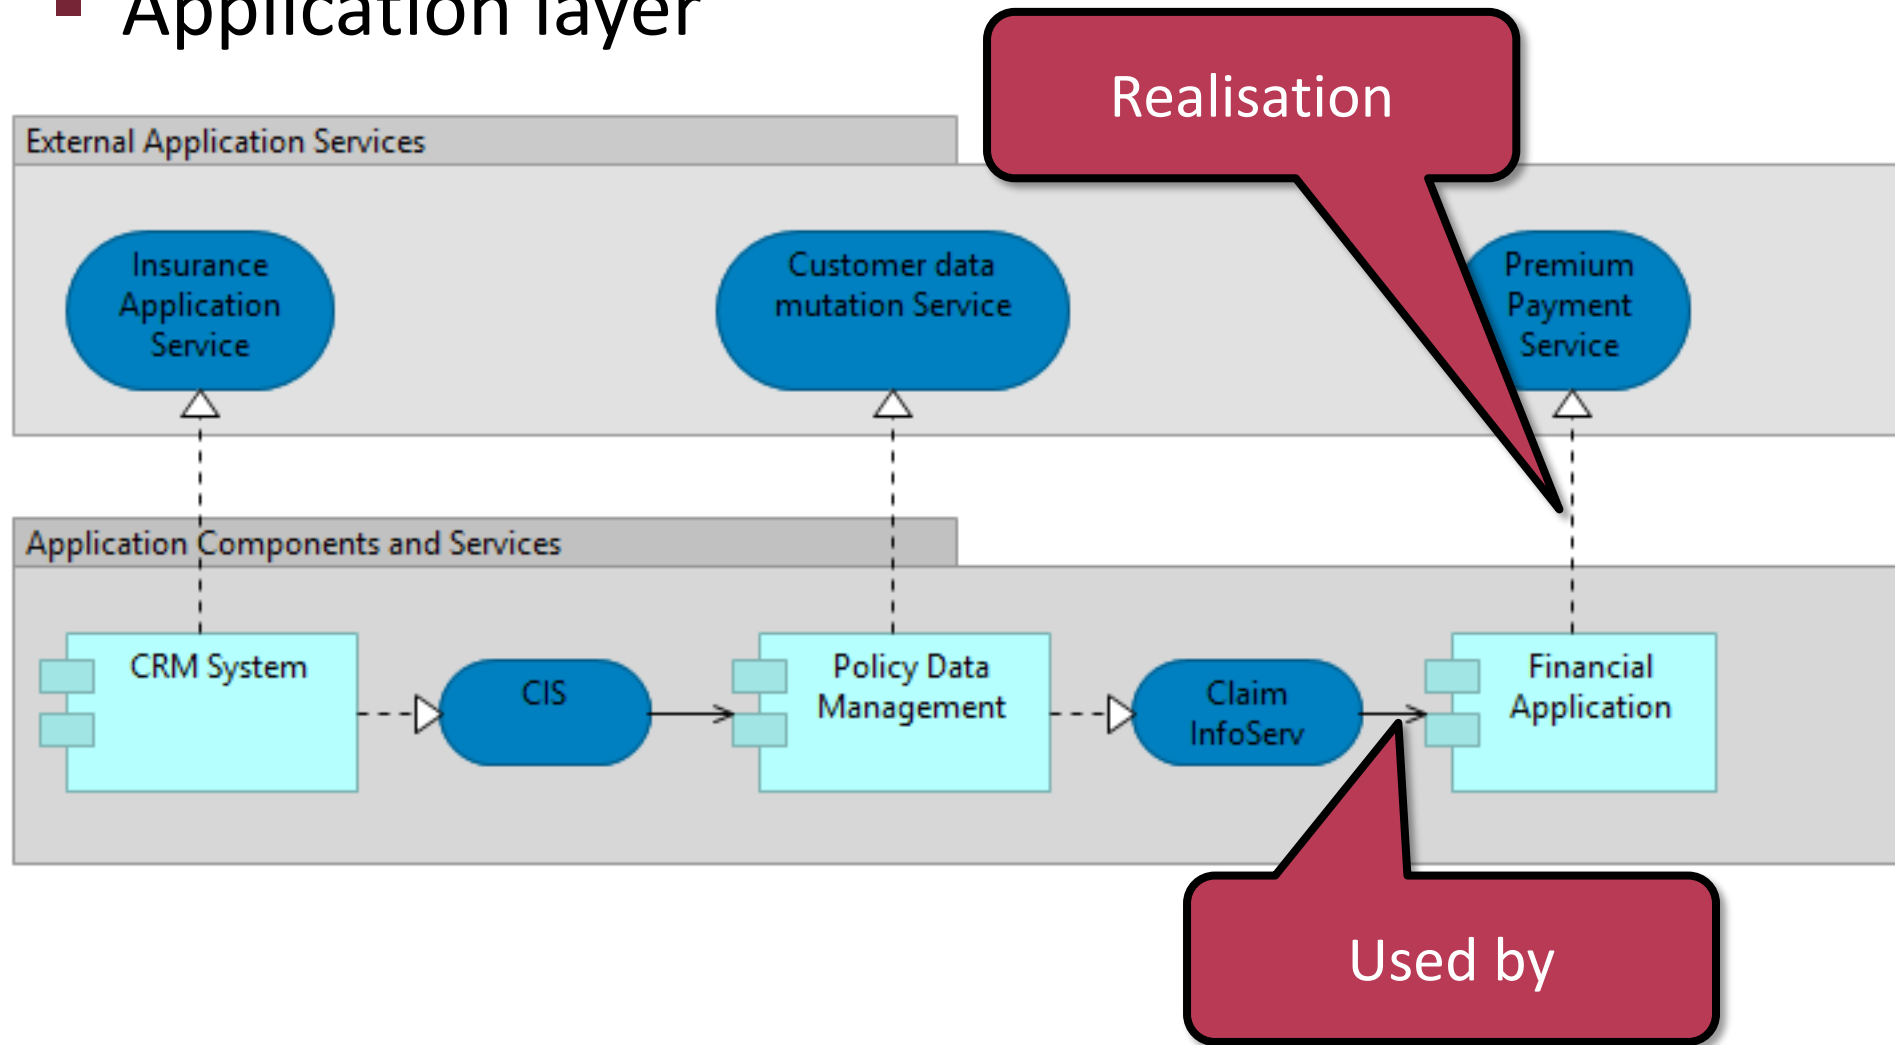 Application layer
Realisation
External Application Services
Insurance
Application
Service
Customer data
mutation Service
Premium
Payment
Service
Application Components and Services
CRM System
CIS
Policy Data
Management
Claim
InfoServ
Financial
Application
Used by